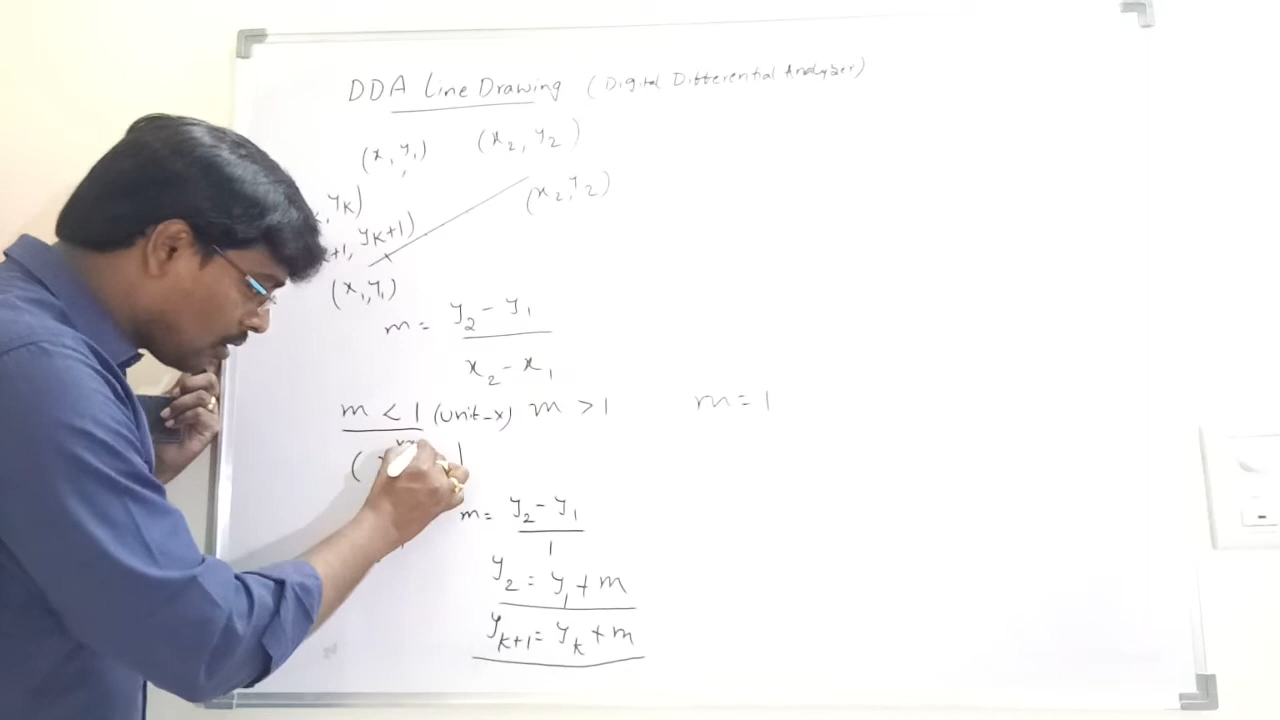 DDA Line Drawing (Digital Differential Analyzer)
(x1, y1) (x2, y2)
(x2, y2)
, yk)
+1, yk+1)
(x1, y1)
m = y2 - y1 / x2 - x1
m < 1 (unit-x) m > 1 m = 1
(
m = y2 - y1 / 1
y2 = y1 + m
yk+1 = yk + m